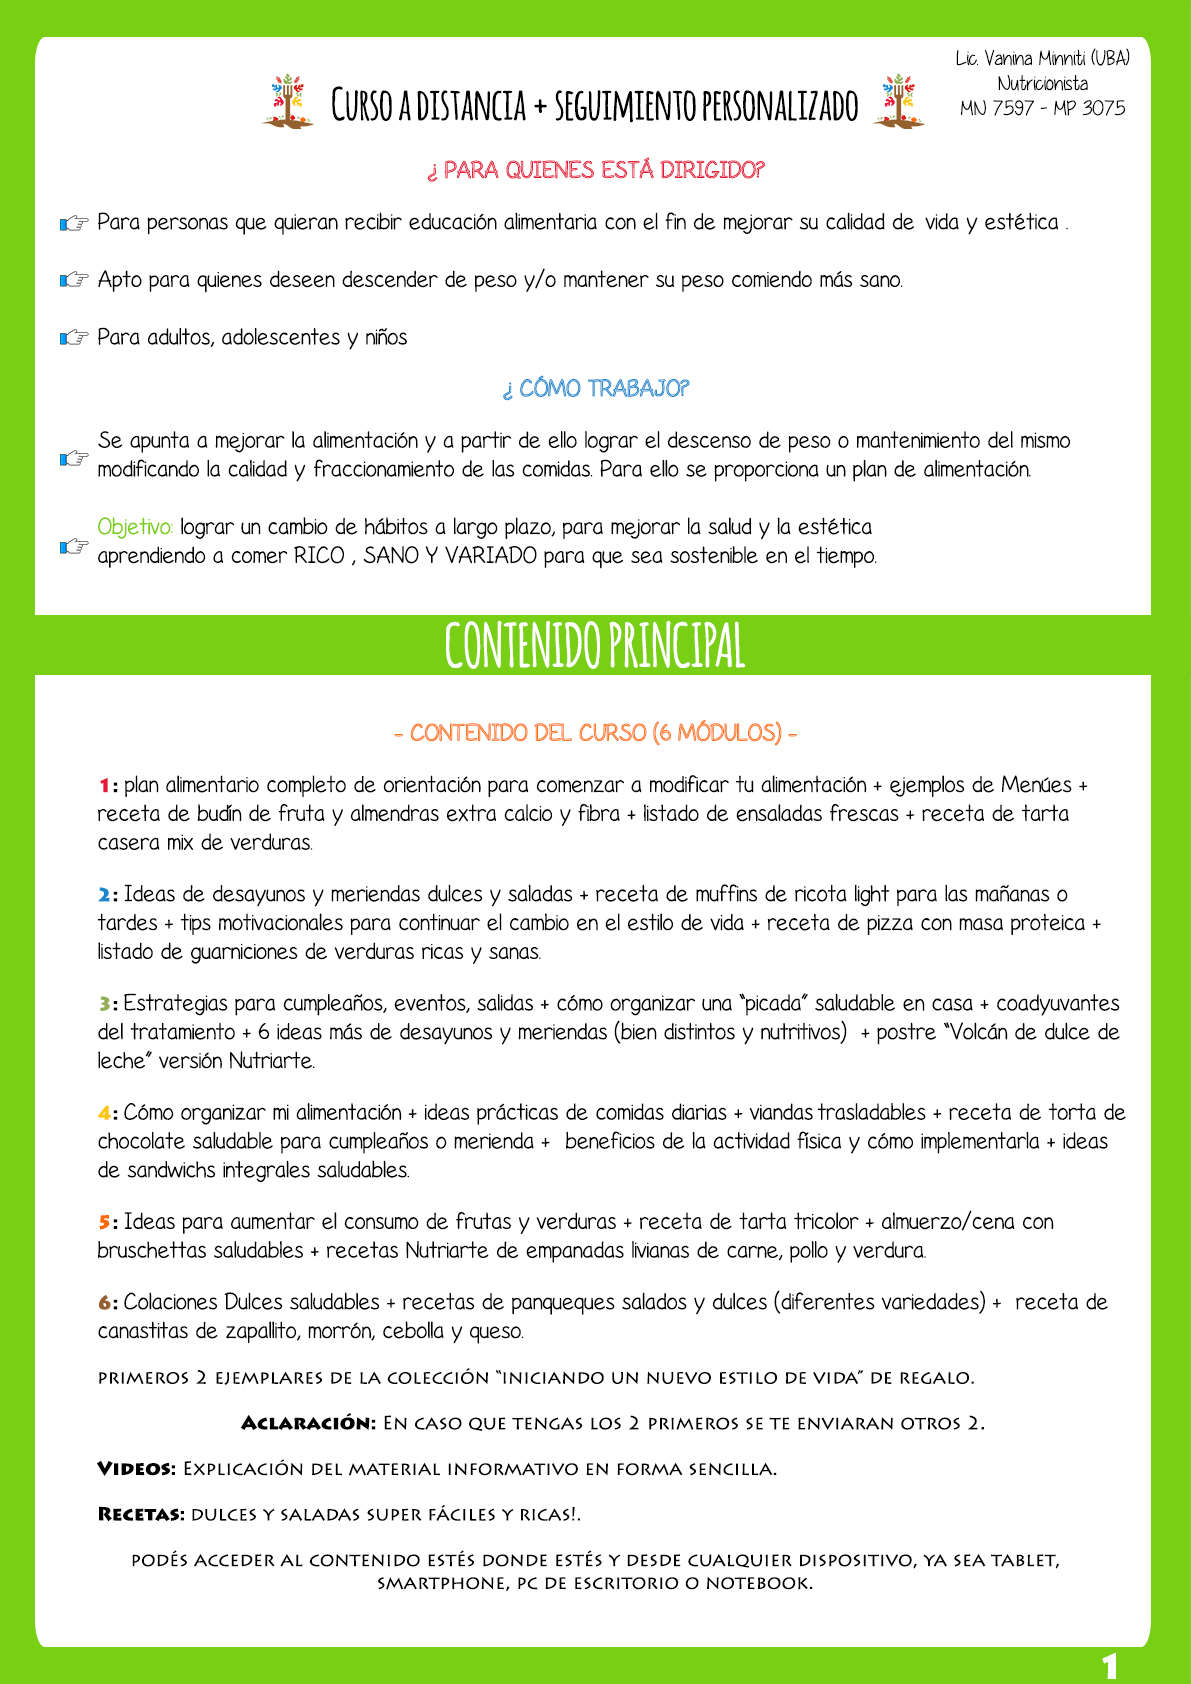 Lic. Vanina Minniti (UBA)
Nutricionista
MN 7597 - MP 3075
Curso a distancia + seguimiento personalizado
¿ PARA QUIENES ESTÁ DIRIGIDO?
Para personas que quieran recibir educación alimentaria con el fin de mejorar su calidad de vida y estética .
Apto para quienes deseen descender de peso y/o mantener su peso comiendo más sano.
Para adultos, adolescentes y niños
¿ CÓMO TRABAJO?
Se apunta a mejorar la alimentación y a partir de ello lograr el descenso de peso o mantenimiento del mismo
modificando la calidad y fraccionamiento de las comidas. Para ello se proporciona un plan de alimentación.
Objetivo: lograr un cambio de hábitos a largo plazo, para mejorar la salud y la estética
aprendiendo a comer RICO , SANO Y VARIADO para que sea sostenible en el tiempo.
CONTENIDO PRINCIPAL
- CONTENIDO DEL CURSO (6 MÓDULOS) -
1: plan alimentario completo de orientación para comenzar a modificar tu alimentación + ejemplos de Menúes +
receta de budín de fruta y almendras extra calcio y fibra + listado de ensaladas frescas + receta de tarta
casera mix de verduras.
2: Ideas de desayunos y meriendas dulces y saladas + receta de muffins de ricota light para las mañanas o
tardes + tips motivacionales para continuar el cambio en el estilo de vida + receta de pizza con masa proteica +
listado de guarniciones de verduras ricas y sanas.
3: Estrategias para cumpleaños, eventos, salidas + cómo organizar una “picada” saludable en casa + coadyuvantes
del tratamiento + 6 ideas más de desayunos y meriendas (bien distintos y nutritivos) + postre “Volcán de dulce de
leche” versión Nutriarte.
4: Cómo organizar mi alimentación + ideas prácticas de comidas diarias + viandas trasladables + receta de torta de
chocolate saludable para cumpleaños o merienda + beneficios de la actividad física y cómo implementarla + ideas
de sandwichs integrales saludables.
5: Ideas para aumentar el consumo de frutas y verduras + receta de tarta tricolor + almuerzo/cena con
bruschettas saludables + recetas Nutriarte de empanadas livianas de carne, pollo y verdura.
6: Colaciones Dulces saludables + recetas de panqueques salados y dulces (diferentes variedades) + receta de
canastitas de zapallito, morrón, cebolla y queso.
primeros 2 ejemplares de la colección “iniciando un nuevo estilo de vida” de regalo.
Aclaración: En caso que tengas los 2 primeros se te enviaran otros 2.
Videos: Explicación del material informativo en forma sencilla.
Recetas: dulces y saladas super fáciles y ricas!.
podés acceder al contenido estés donde estés y desde cualquier dispositivo, ya sea tablet,
smartphone, pc de escritorio o notebook.
1